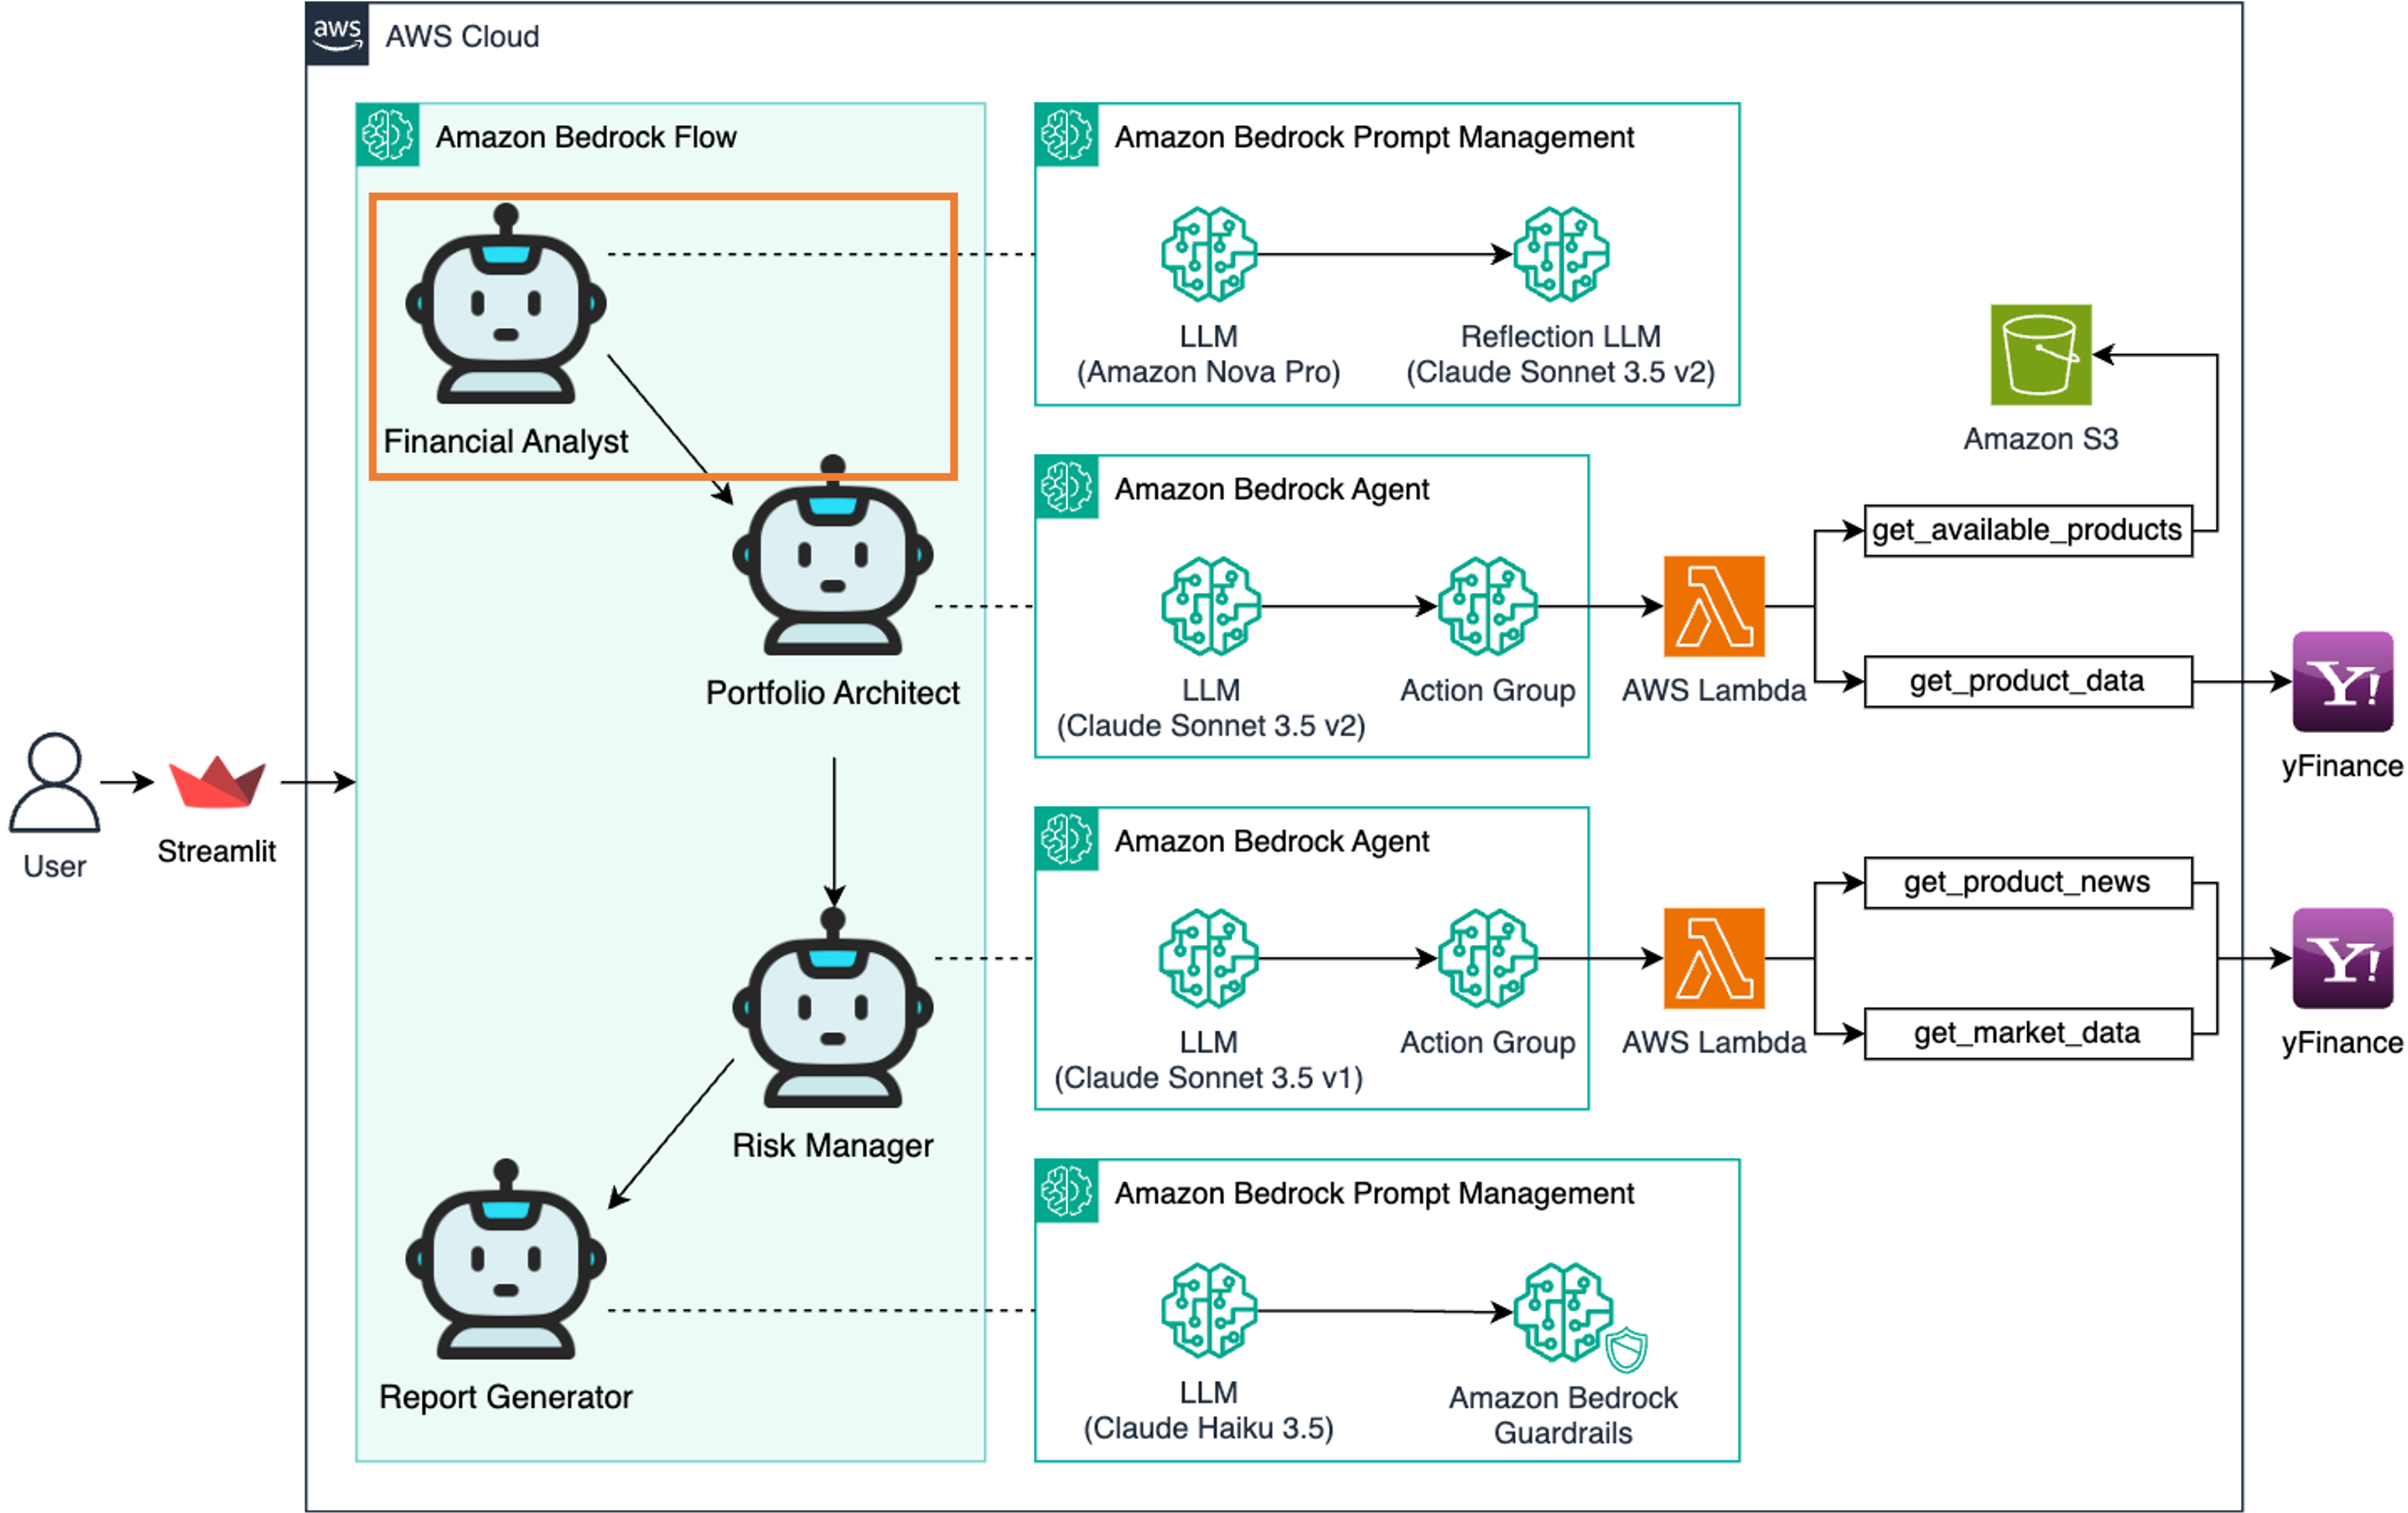 aws
AWS Cloud
Amazon Bedrock Flow
Financial Analyst
Portfolio Architect
Risk Manager
Report Generator
User
Streamlit
Amazon Bedrock Prompt Management
LLM
(Amazon Nova Pro)
Reflection LLM
(Claude Sonnet 3.5 v2)
Amazon Bedrock Agent
LLM
(Claude Sonnet 3.5 v2)
Action Group
AWS Lambda
get_available_products
get_product_data
Amazon S3
Y!
yFinance
Amazon Bedrock Agent
LLM
(Claude Sonnet 3.5 v1)
Action Group
AWS Lambda
get_product_news
get_market_data
Y!
yFinance
Amazon Bedrock Prompt Management
LLM
(Claude Haiku 3.5)
Amazon Bedrock
Guardrails